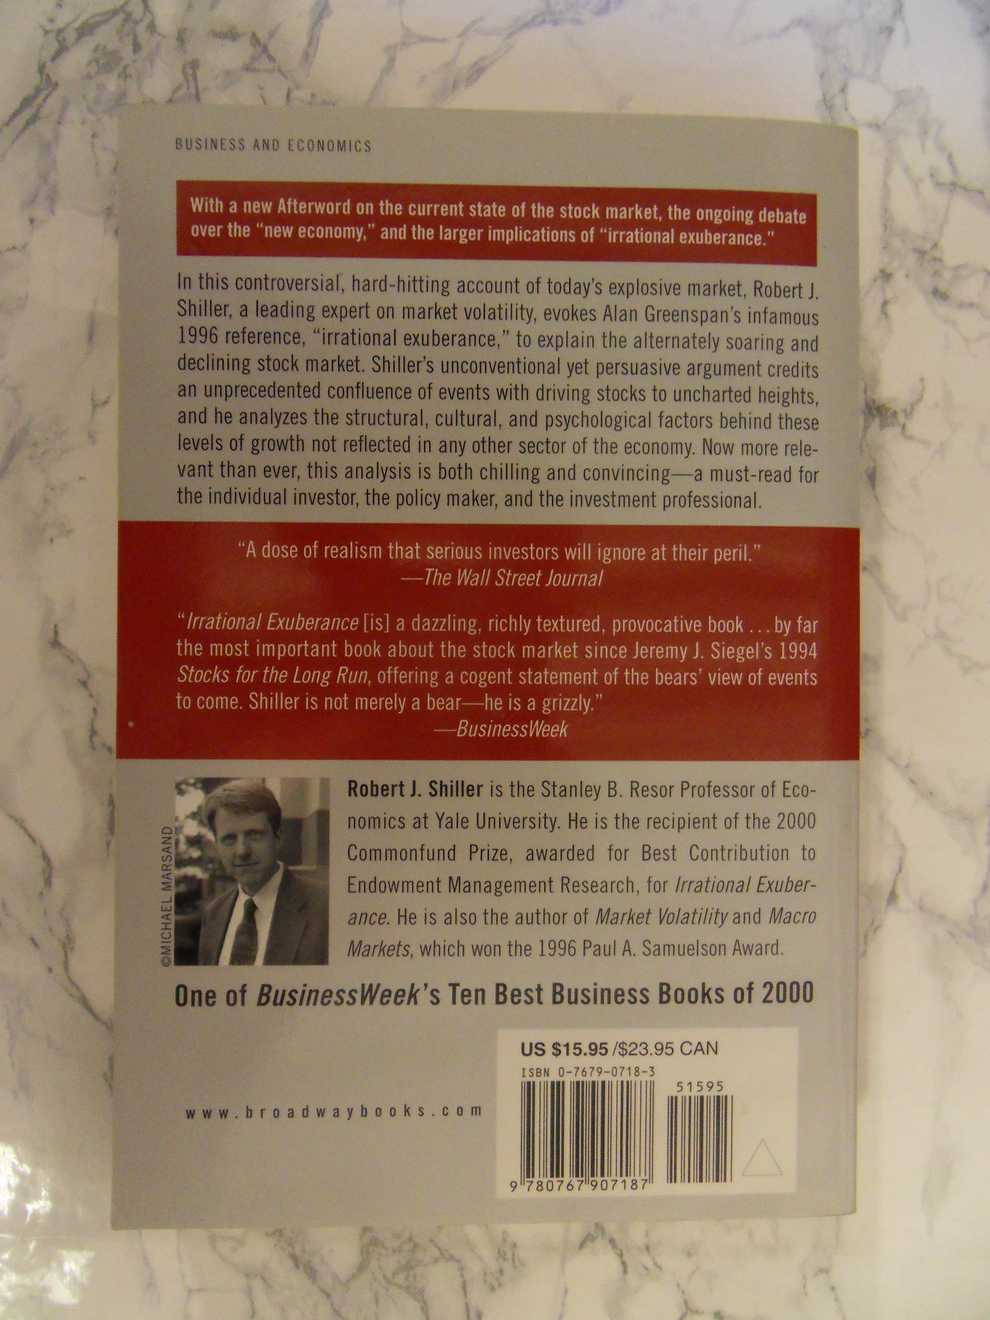 BUSINESS AND ECONOMICS
With a new Afterword on the current state of the stock market, the ongoing debate
over the “new economy,” and the larger implications of “irrational exuberance.”
In this controversial, hard-hitting account of today’s explosive market, Robert J.
Shiller, a leading expert on market volatility, evokes Alan Greenspan’s infamous
1996 reference, “irrational exuberance,” to explain the alternately soaring and
declining stock market. Shiller’s unconventional yet persuasive argument credits
an unprecedented confluence of events with driving stocks to uncharted heights,
and he analyzes the structural, cultural, and psychological factors behind these
levels of growth not reflected in any other sector of the economy. Now more rele-
vant than ever, this analysis is both chilling and convincing—a must-read for
the individual investor, the policy maker, and the investment professional.
“A dose of realism that serious investors will ignore at their peril.”
—The Wall Street Journal
“Irrational Exuberance [is] a dazzling, richly textured, provocative book . . . by far
the most important book about the stock market since Jeremy J. Siegel’s 1994
Stocks for the Long Run, offering a cogent statement of the bears’ view of events
to come. Shiller is not merely a bear—he is a grizzly.”
—BusinessWeek
©MICHAEL MARSAND
Robert J. Shiller is the Stanley B. Resor Professor of Eco-
nomics at Yale University. He is the recipient of the 2000
Commonfund Prize, awarded for Best Contribution to
Endowment Management Research, for Irrational Exuber-
ance. He is also the author of Market Volatility and Macro
Markets, which won the 1996 Paul A. Samuelson Award.
One of BusinessWeek’s Ten Best Business Books of 2000
US $15.95/$23.95 CAN
ISBN 0-7679-0718-3
51595
www.broadwaybooks.com
9 780767 907187